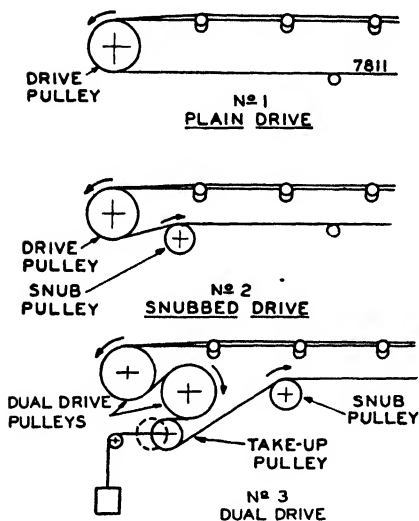 DRIVE
PULLEY
7811
Nº 1
PLAIN DRIVE
DRIVE
PULLEY
SNUB
PULLEY
Nº 2
SNUBBED DRIVE
DUAL DRIVE
PULLEYS
SNUB
PULLEY
TAKE-UP
PULLEY
Nº 3
DUAL DRIVE